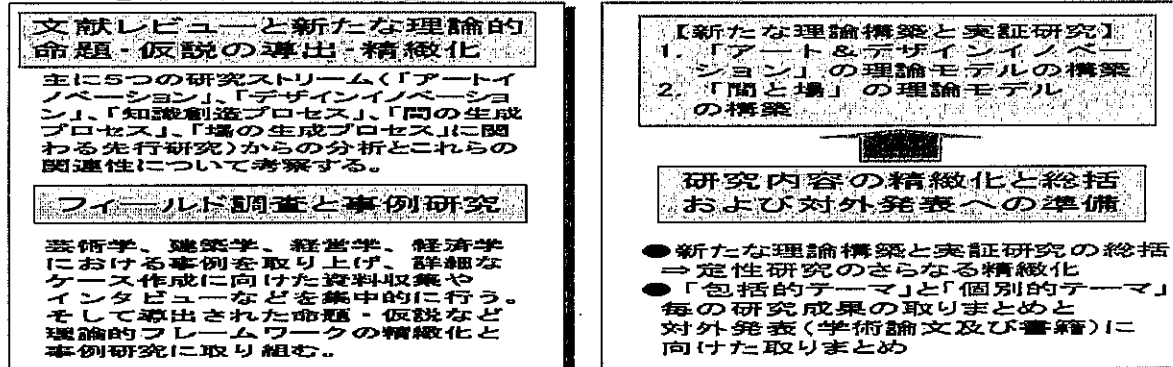 文献レビューと新たな理論的
命題・仮説の導出・精緻化
主に5つの研究ストリーム(「アートイ
ノベーション」、「デザインイノベーショ
ン」、「知識創造プロセス」、「間の生成
プロセス」、「場の生成プロセス」に関
わる先行研究)からの分析とこれらの
関連性について考察する。
フィールド調査と事例研究
芸術学、建築学、経営学、経済学
における事例を取り上げ、詳細な
ケース作成に向けた資料収集や
インタビューなどを集中的に行う。
そして導出された命題・仮説など
理論的フレームワークの精緻化と
事例研究に取り組む。
【新たな理論構築と実証研究】
1. 「アート&デザインイノベー
ション」の理論モデルの構築
2. 「間と場」の理論モデル
の構築
研究内容の精緻化と総括
および対外発表への準備
●新たな理論構築と実証研究の総括
⇒定性研究のさらなる精緻化
●「包括的テーマ」と「個別的テーマ」
毎の研究成果の取りまとめと
対外発表(学術論文及び書籍)に
向けた取りまとめ